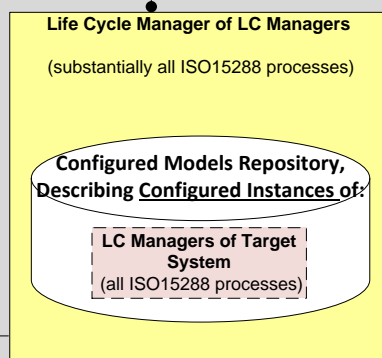 Life Cycle Manager of LC Managers
(substantially all ISO15288 processes)
Configured Models Repository,
Describing Configured Instances of:
LC Managers of Target
System
(all ISO15288 processes)